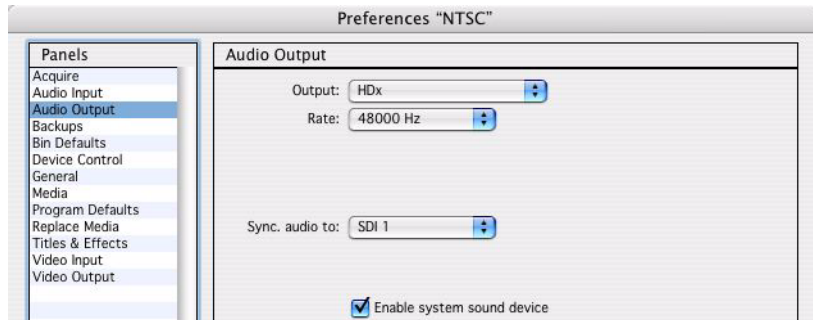 Preferences “NTSC”
Panels
Acquire
Audio Input
Audio Output
Backups
Bin Defaults
Device Control
General
Media
Program Defaults
Replace Media
Titles & Effects
Video Input
Video Output
Audio Output
Output: HDx
Rate: 48000 Hz
Sync. audio to: SDI 1
Enable system sound device